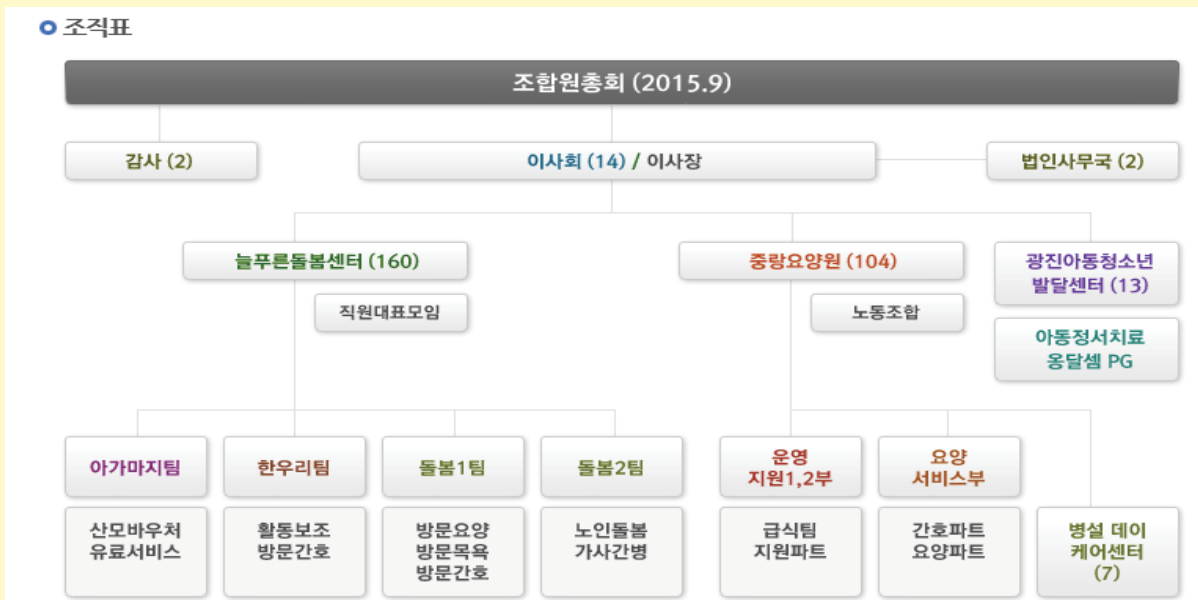 조직표
조합원총회 (2015.9)
감사 (2)
이사회 (14) / 이사장
법인사무국 (2)
늘푸른돌봄센터 (160)
중랑요양원 (104)
광진아동청소년
발달센터 (13)
직원대표모임
노동조합
아동정서치료
옹달셈 PG
아가마지팀
한우리팀
돌봄1팀
돌봄2팀
운영
지원1,2부
요양
서비스부
산모바우처
유료서비스
활동보조
방문간호
방문요양
방문목욕
방문간호
노인돌봄
가사간병
급식팀
지원파트
간호파트
요양파트
병설 데이
케어센터
(7)